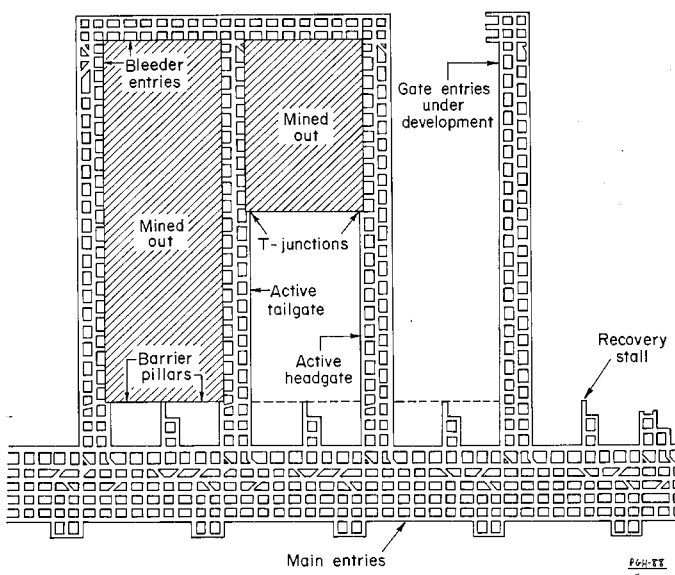 Bleeder
entries
Mined
out
Gate entries
under
development
Mined
out
T-junctions
Active
tailgate
Active
headgate
Barrier
pillars
Recovery
stall
Main entries
PGH-88